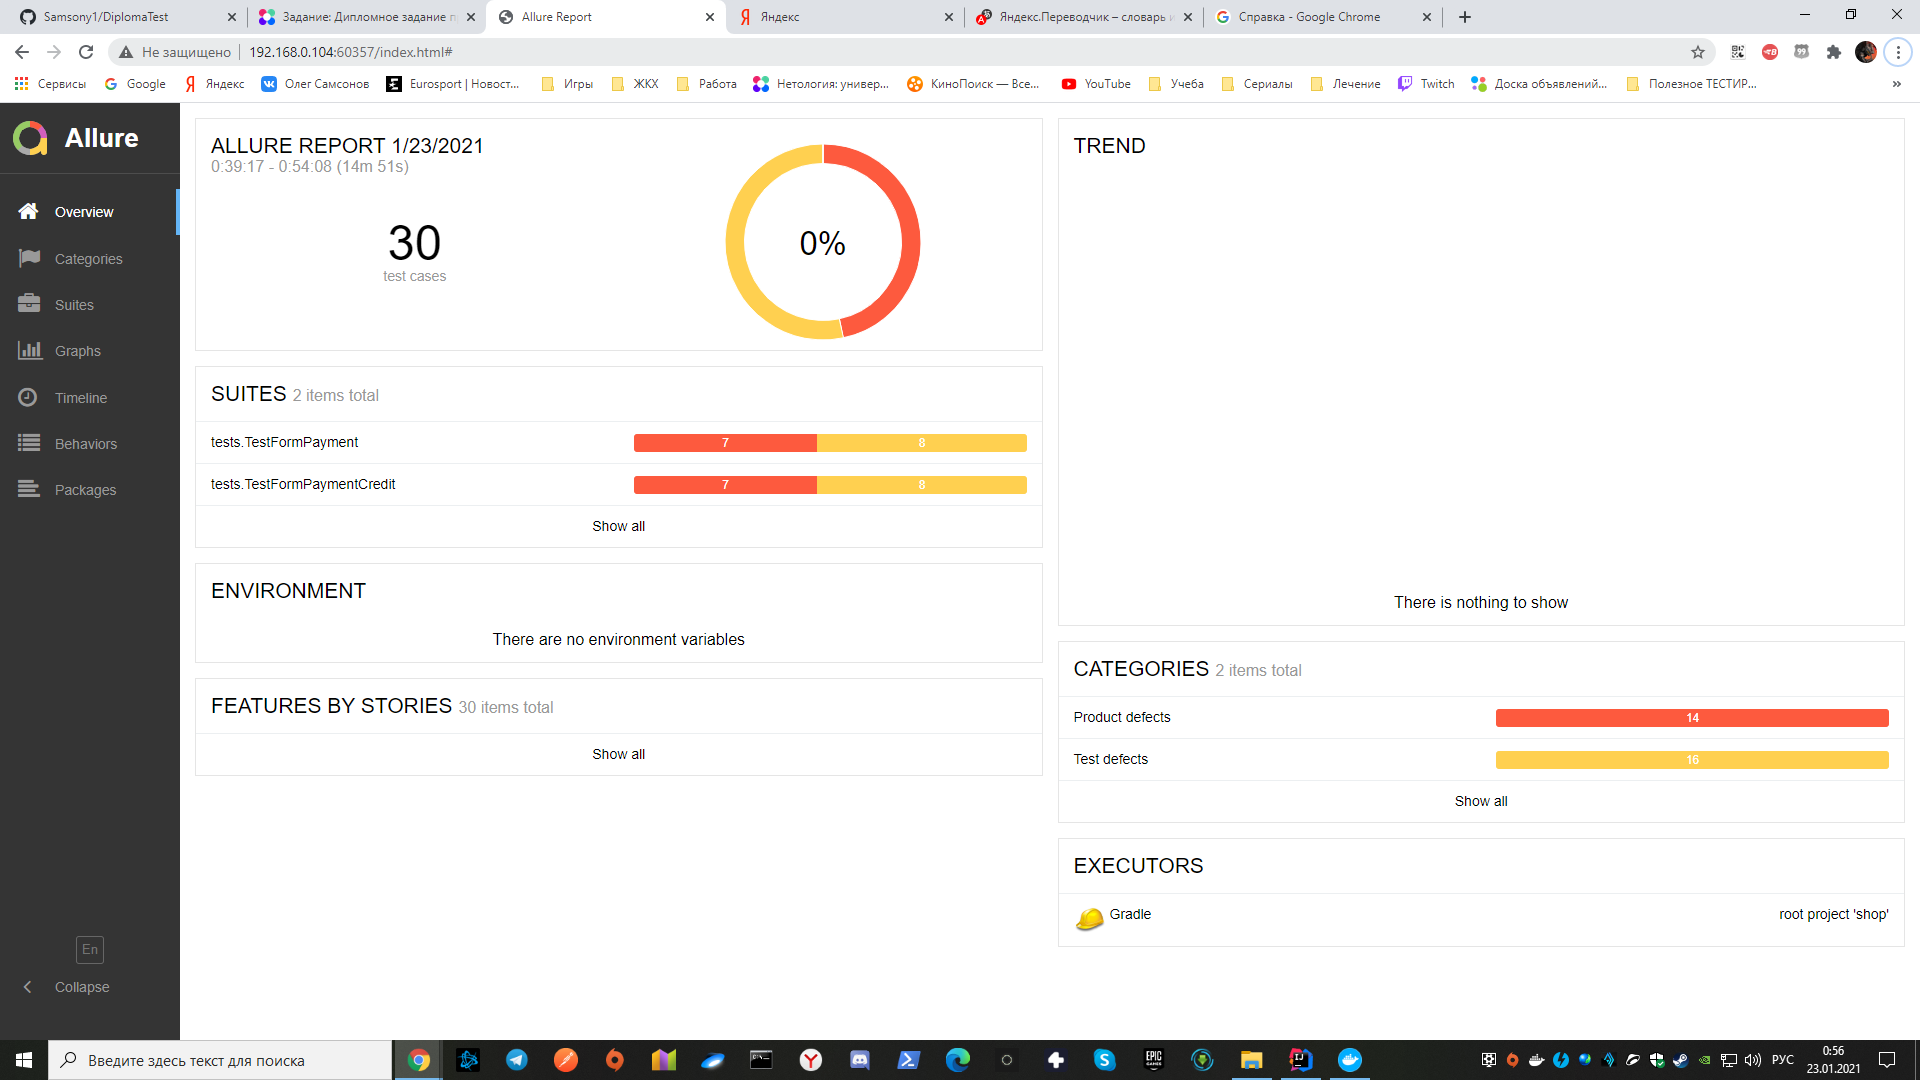 Samsony1/DiplomaTest
Задание: Дипломное задание п
Allure Report
Яндекс
Яндекс.Переводчик – словарь и
Справка - Google Chrome
Не защищено
192.168.0.104:60357/index.html#
Сервисы
Google
Яндекс
Олег Самсонов
Eurosport | Новост...
Игры
ЖКХ
Работа
Нетология: универ...
КиноПоиск — Все...
YouTube
Учеба
Сериалы
Лечение
Twitch
Доска объявлений...
Полезное ТЕСТИР...
»
Allure
Overview
Categories
Suites
Graphs
Timeline
Behaviors
Packages
En
Collapse
ALLURE REPORT 1/23/2021
0:39:17 - 0:54:08 (14m 51s)
30
test cases
0%
SUITES 2 items total
tests.TestFormPayment
7
8
tests.TestFormPaymentCredit
7
8
Show all
ENVIRONMENT
There are no environment variables
FEATURES BY STORIES 30 items total
Show all
TREND
There is nothing to show
CATEGORIES 2 items total
Product defects
14
Test defects
16
Show all
EXECUTORS
Gradle
root project 'shop'
Введите здесь текст для поиска
РУС
0:56
23.01.2021